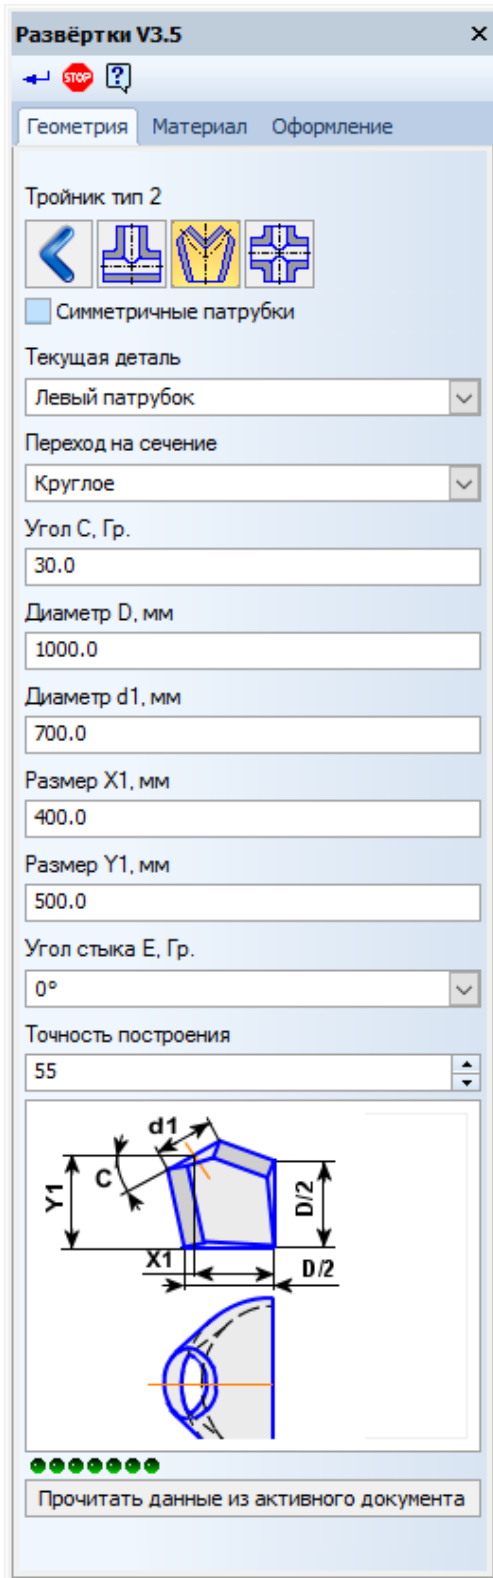 Развёртки V3.5
STOP
Геометрия Материал Оформление
Тройник тип 2
Симметричные патрубки
Текущая деталь
Левый патрубок
Переход на сечение
Круглое
Угол C, Гр.
30.0
Диаметр D, мм
1000.0
Диаметр d1, мм
700.0
Размер X1, мм
400.0
Размер Y1, мм
500.0
Угол стыка E, Гр.
0°
Точность построения
55
d1
C
Y1
D/2
X1
D/2
Прочитать данные из активного документа